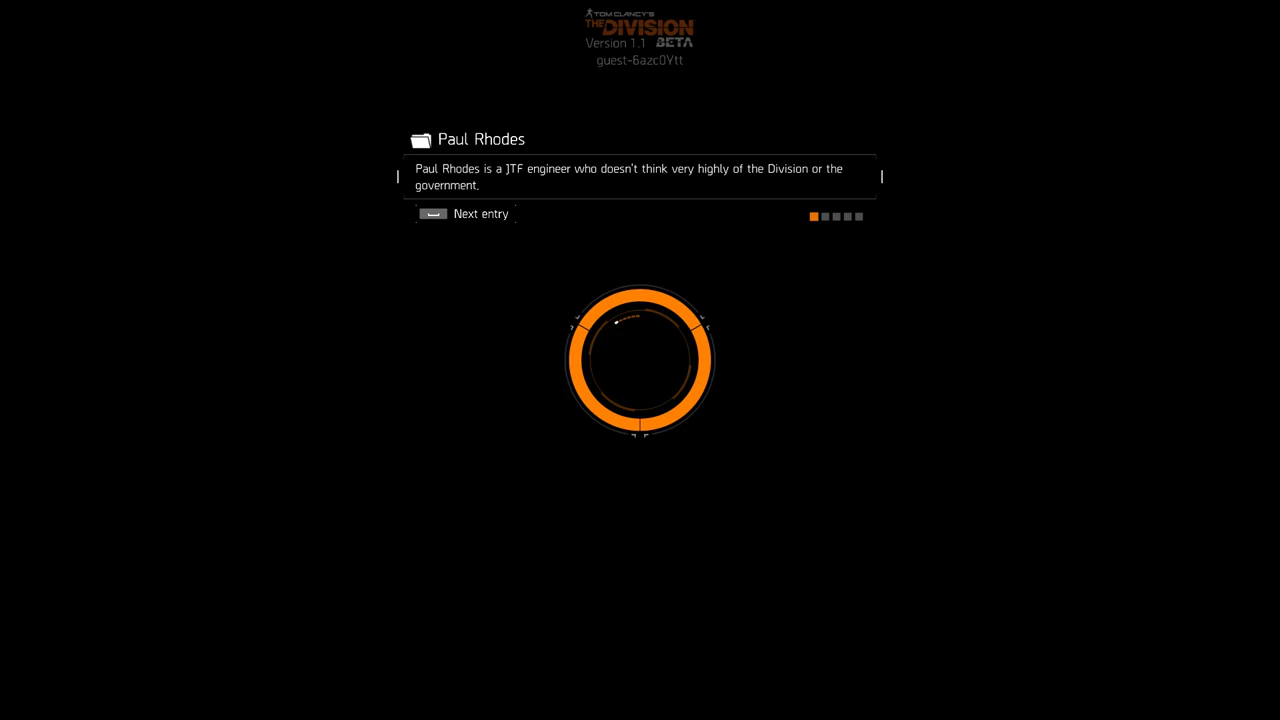 TOM CLANCY'S
THE DIVISION
Version 1.1 BETA
guest-6azc0Ytt
Paul Rhodes
Paul Rhodes is a JTF engineer who doesn't think very highly of the Division or the
government.
Next entry